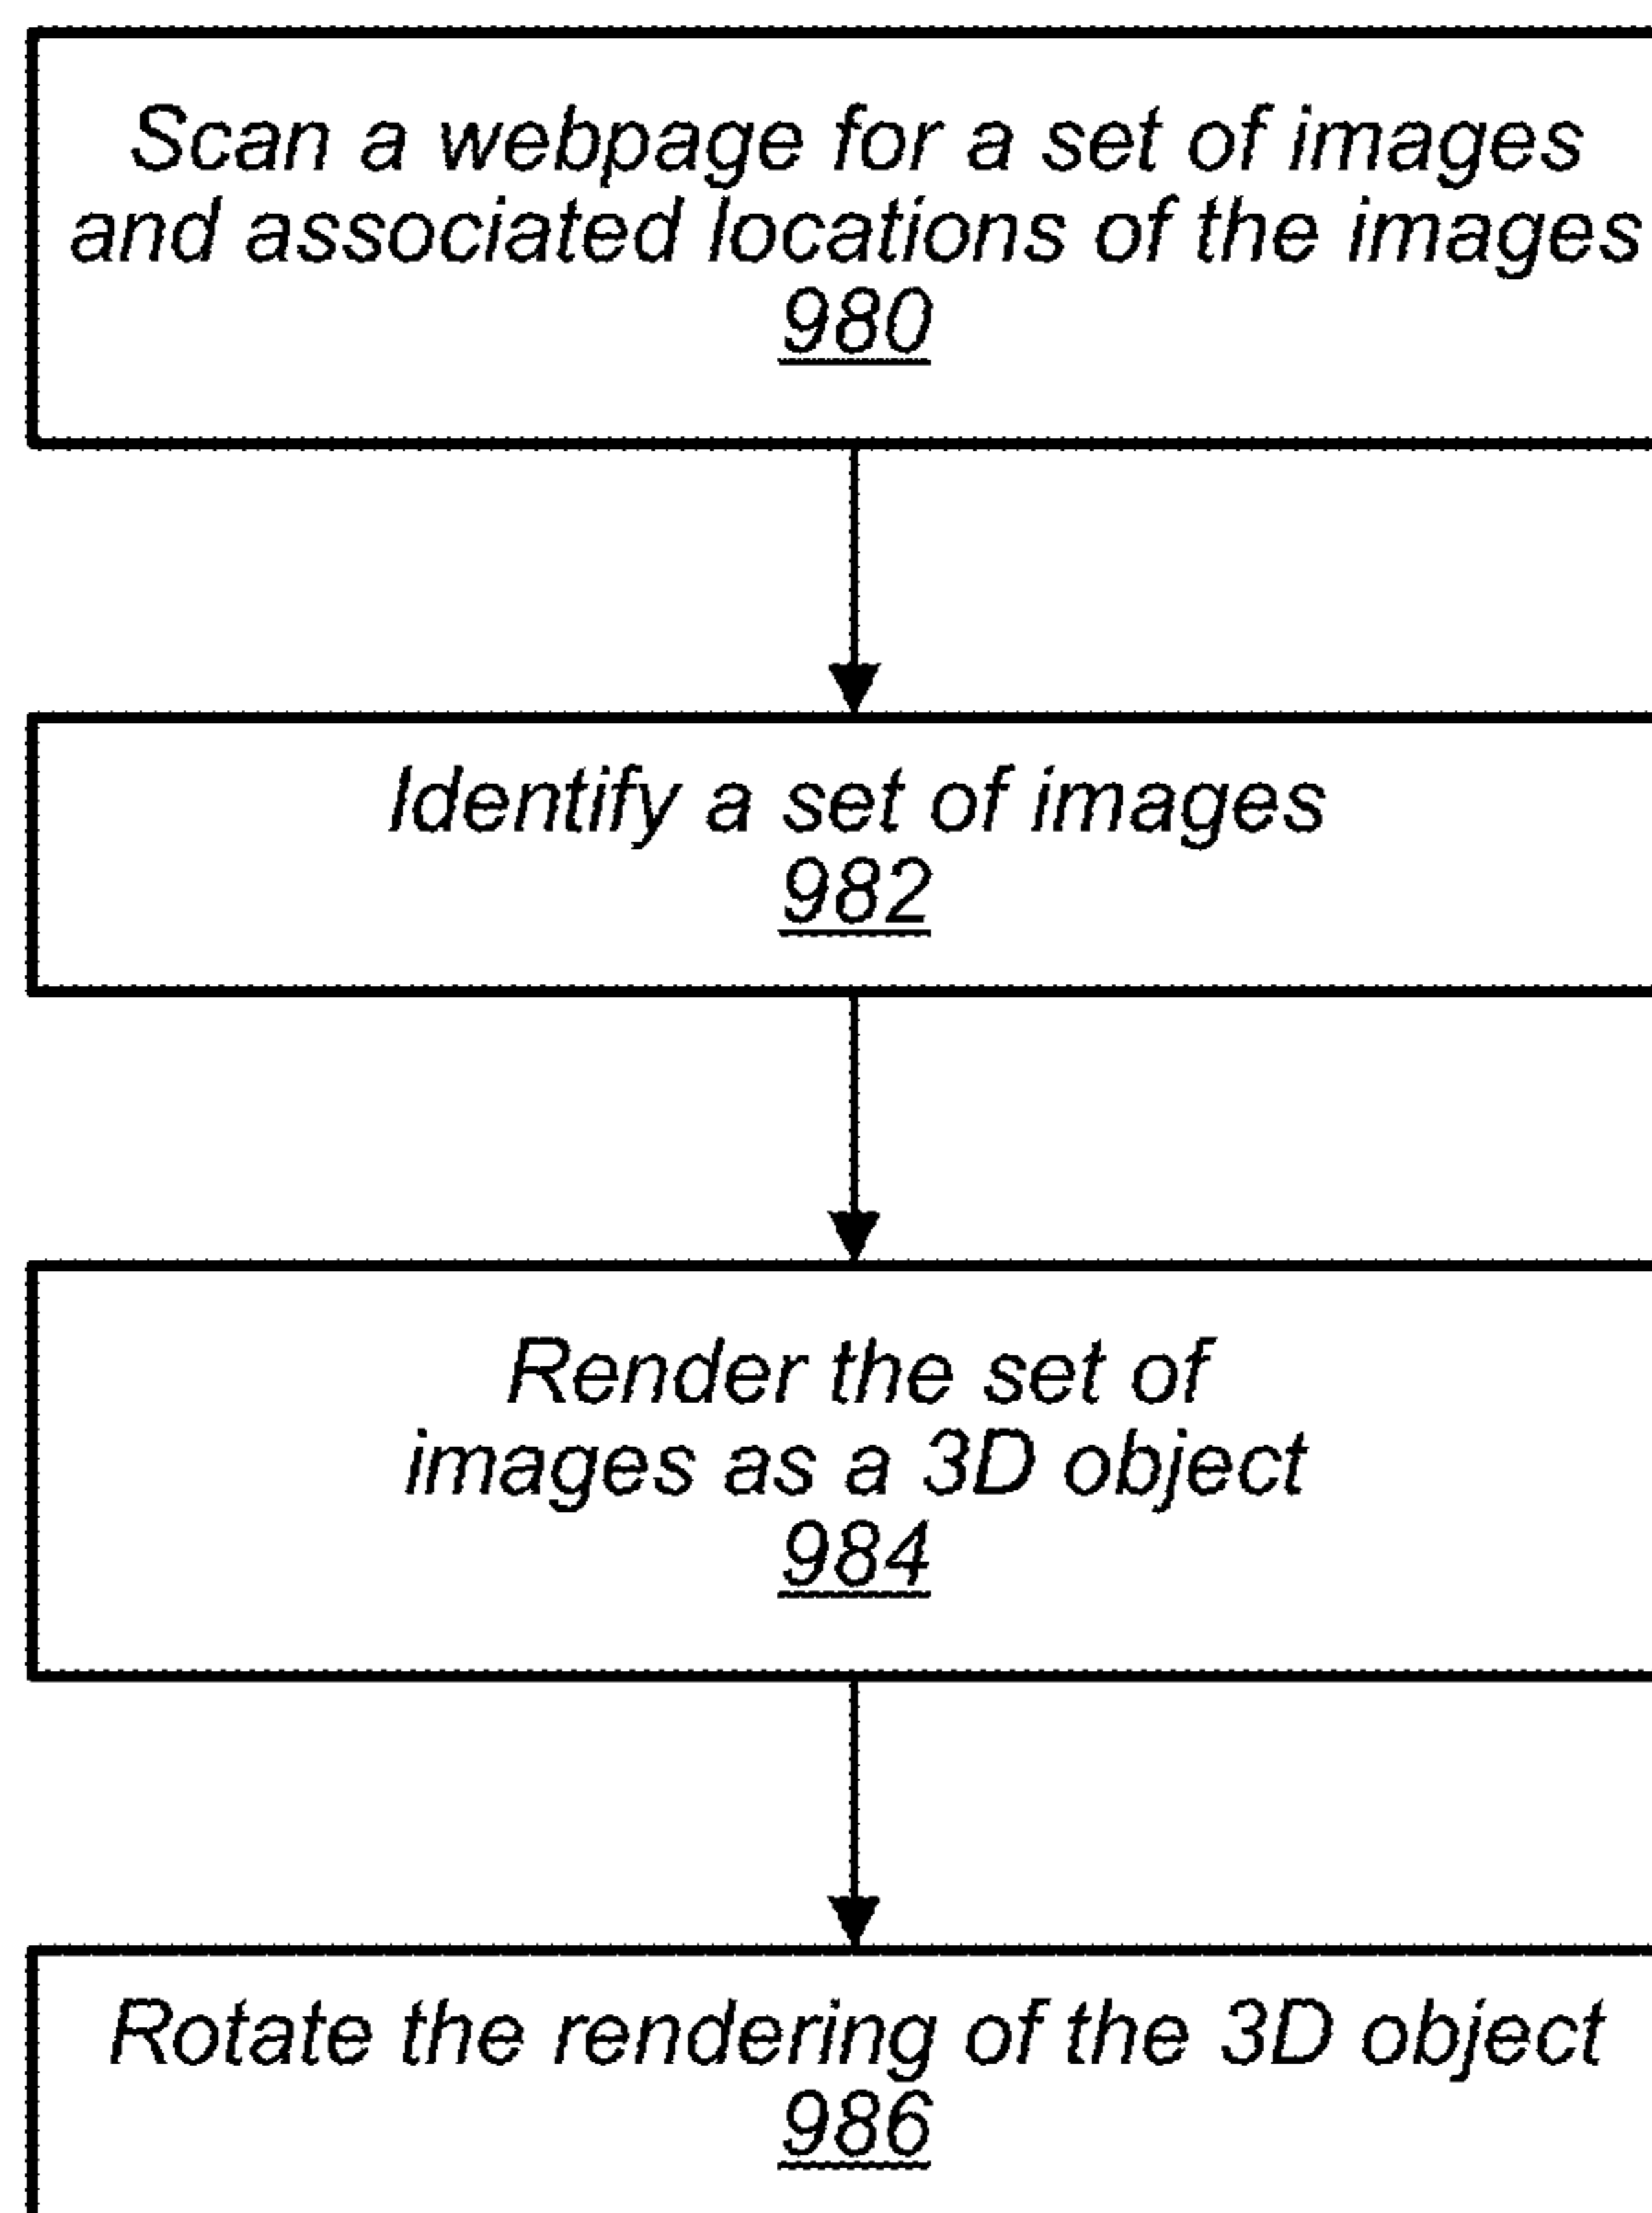 Scan a webpage for a set of images
and associated locations of the images
980
Identify a set of images
982
Render the set of
images as a 3D object
984
Rotate the rendering of the 3D object
986